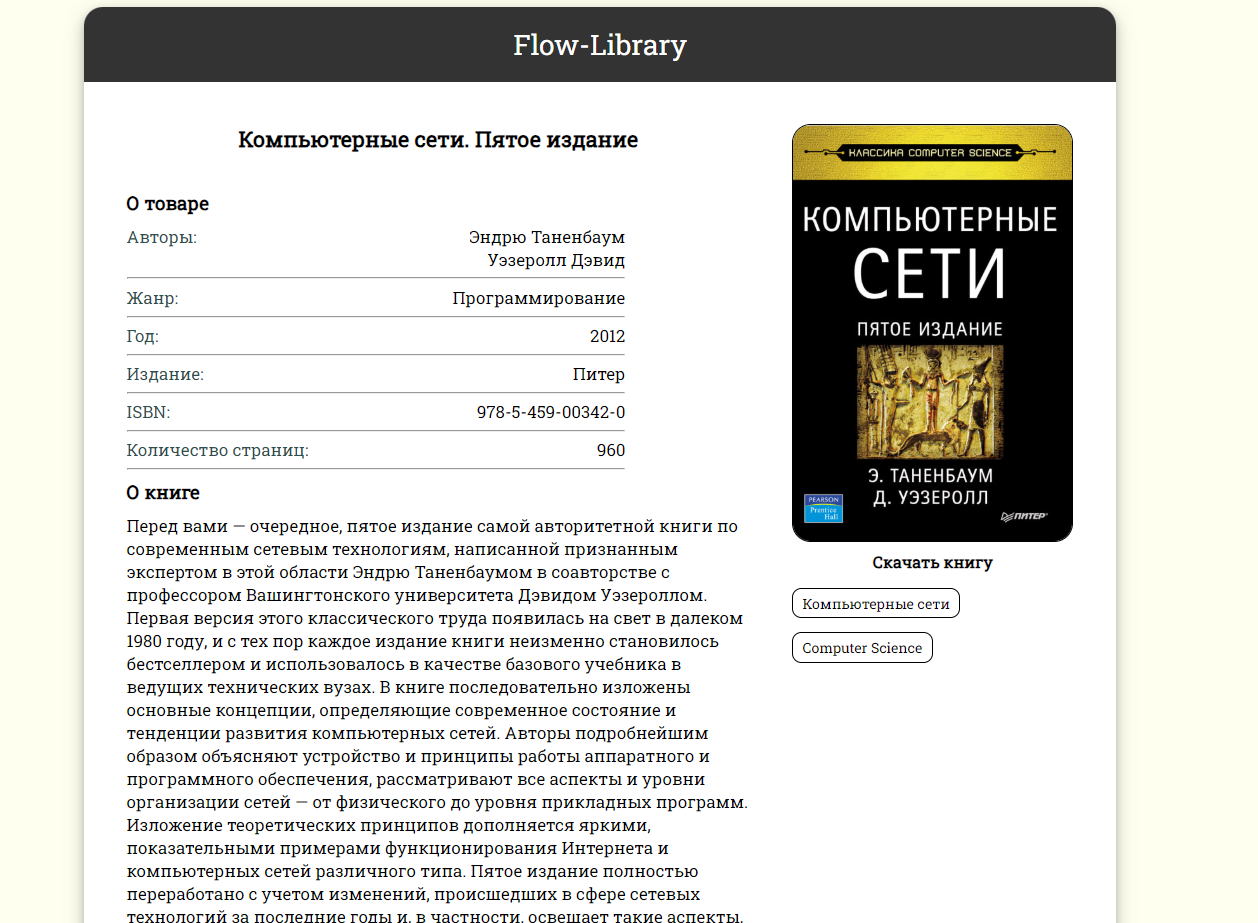 Flow-Library
Компьютерные сети. Пятое издание
О товаре
Авторы: Эндрю Таненбаум
Уэзеролл Дэвид
Жанр: Программирование
Год: 2012
Издание: Питер
ISBN: 978-5-459-00342-0
Количество страниц: 960
О книге
Перед вами — очередное, пятое издание самой авторитетной книги по
современным сетевым технологиям, написанной признанным
экспертом в этой области Эндрю Таненбаумом в соавторстве с
профессором Вашингтонского университета Дэвидом Уэзероллом.
Первая версия этого классического труда появилась на свет в далеком
1980 году, и с тех пор каждое издание книги неизменно становилось
бестселлером и использовалось в качестве базового учебника в
ведущих технических вузах. В книге последовательно изложены
основные концепции, определяющие современное состояние и
тенденции развития компьютерных сетей. Авторы подробнейшим
образом объясняют устройство и принципы работы аппаратного и
программного обеспечения, рассматривают все аспекты и уровни
организации сетей — от физического до уровня прикладных программ.
Изложение теоретических принципов дополняется яркими,
показательными примерами функционирования Интернета и
компьютерных сетей различного типа. Пятое издание полностью
переработано с учетом изменений, происшедших в сфере сетевых
технологий за последние годы и, в частности, освещает такие аспекты,
КЛАССИКА COMPUTER SCIENCE
КОМПЬЮТЕРНЫЕ
СЕТИ
ПЯТОЕ ИЗДАНИЕ
Э. ТАНЕНБАУМ
Д. УЭЗЕРОЛЛ
PEARSON
Prentice
Hall
ПИТЕР®
Скачать книгу
Компьютерные сети
Computer Science